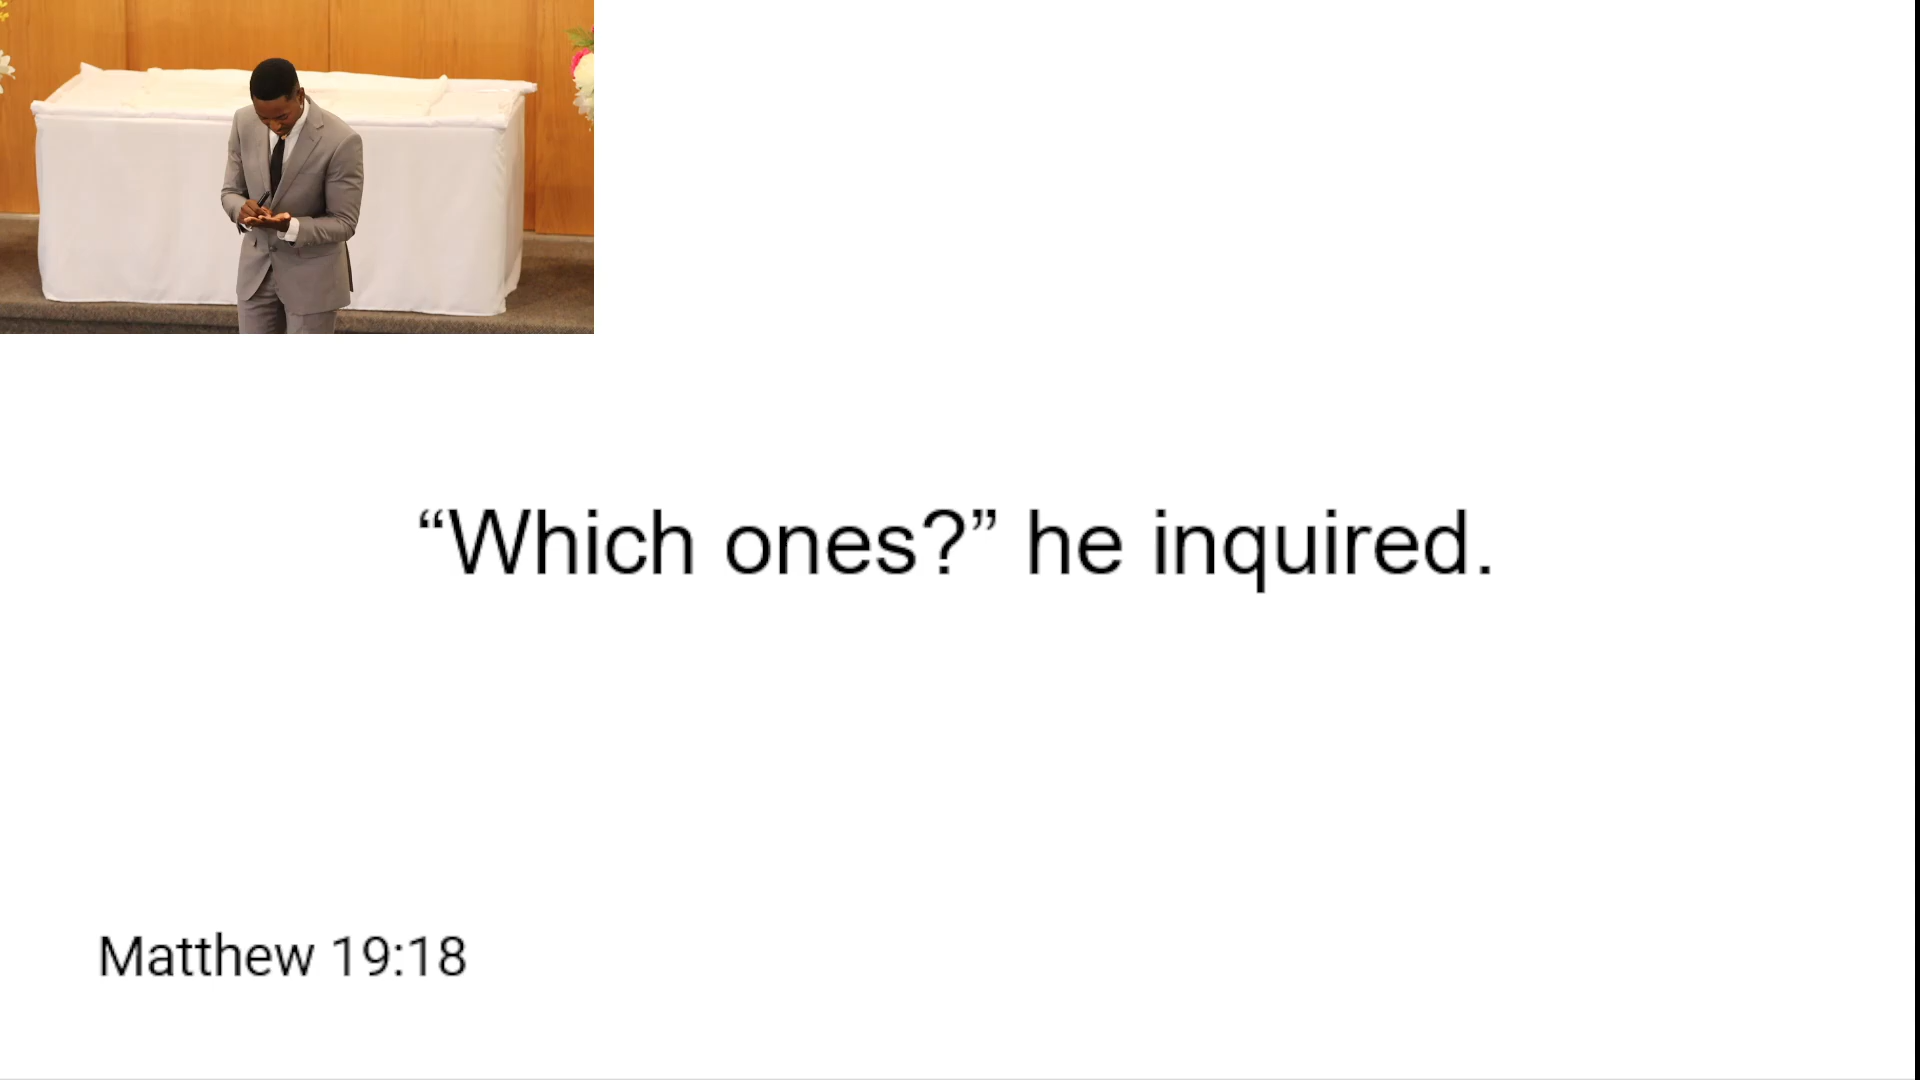 “Which ones?” he inquired.
Matthew 19:18